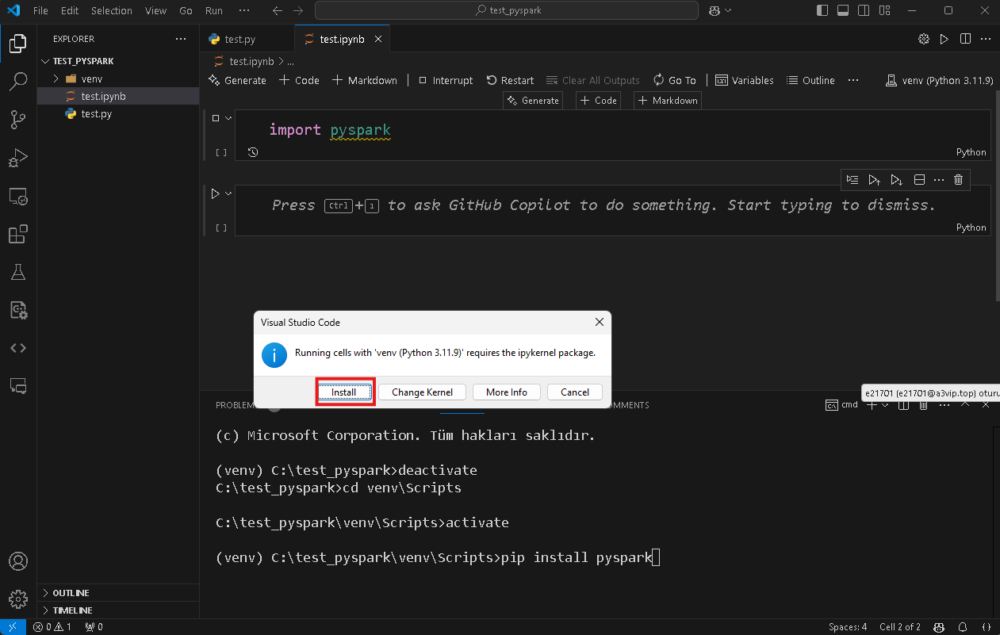 File Edit Selection View Go Run ··· test_pyspark
EXPLORER ···
TEST_PYSPARK
venv
test.ipynb
test.py
OUTLINE
TIMELINE
test.py test.ipynb
test.ipynb > ...
Generate + Code + Markdown Interrupt Restart Clear All Outputs Go To Variables Outline ··· venv (Python 3.11.9)
Generate + Code + Markdown
import pyspark
[ ]
Python
Press Ctrl+1 to ask GitHub Copilot to do something. Start typing to dismiss.
[ ]
Python
Visual Studio Code
Running cells with 'venv (Python 3.11.9)' requires the ipykernel package.
Install Change Kernel More Info Cancel
e21701 (e21701@a3vip.top) oturu
PROBLEM OMMENTS cmd
(c) Microsoft Corporation. Tüm hakları saklıdır.
(venv) C:\test_pyspark>deactivate
C:\test_pyspark>cd venv\Scripts
C:\test_pyspark\venv\Scripts>activate
(venv) C:\test_pyspark\venv\Scripts>pip install pyspark
0 1 0 Spaces: 4 Cell 2 of 2 {}